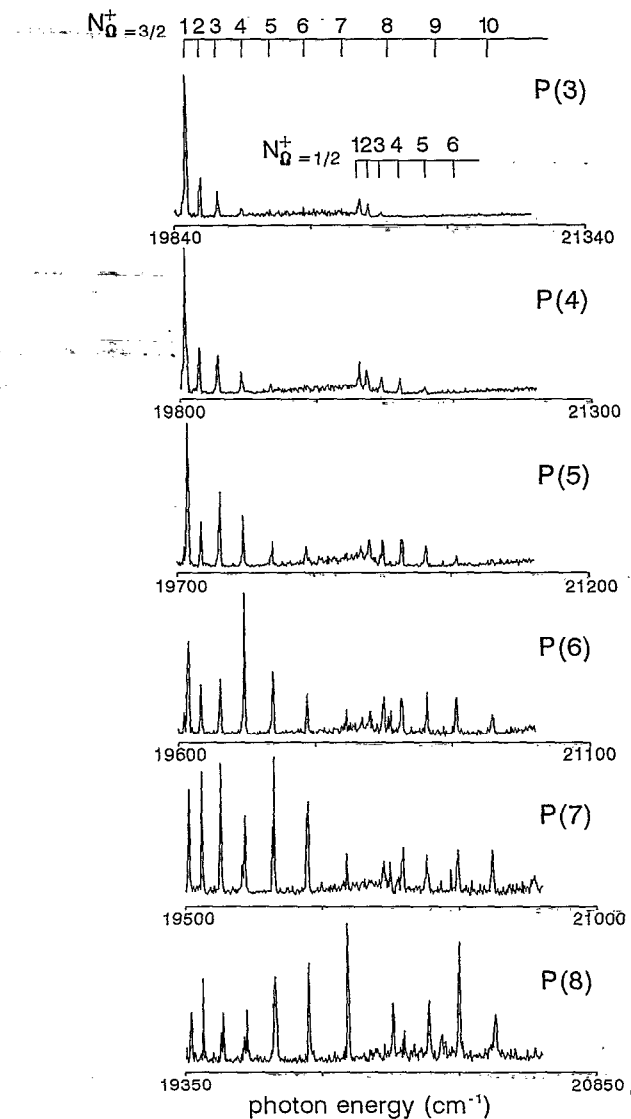 N⁺Ω = 3/2 1 2 3 4 5 6 7 8 9 10
P(3)
N⁺Ω = 1/2 1 2 3 4 5 6
19840 21340
P(4)
19800 21300
P(5)
19700 21200
P(6)
19600 21100
P(7)
19500 21000
P(8)
19350 20850
photon energy (cm⁻¹)